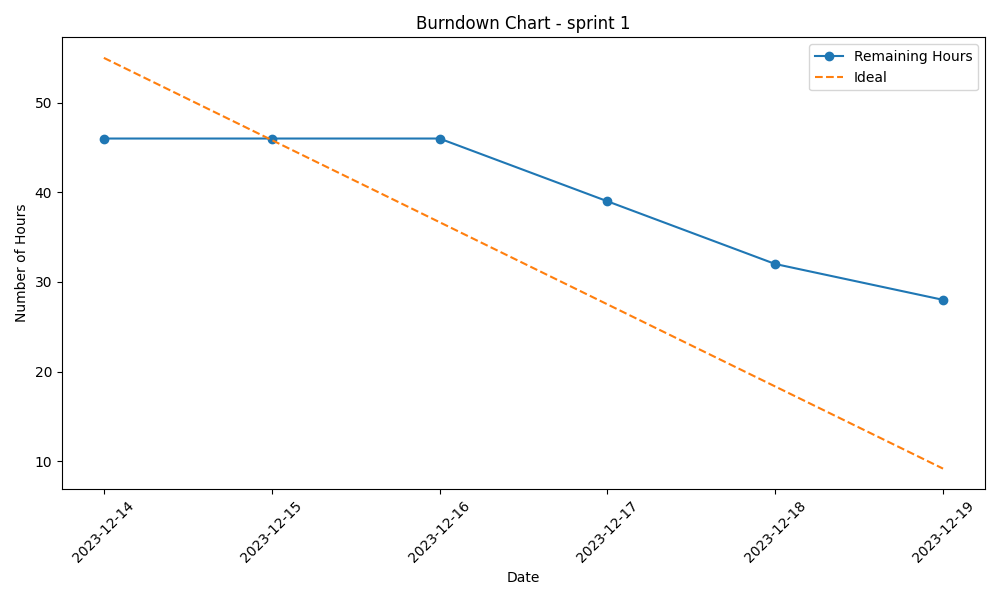 Burndown Chart - sprint 1
Remaining Hours
Ideal
Number of Hours
50
40
30
20
10
2023-12-14
2023-12-15
2023-12-16
2023-12-17
2023-12-18
2023-12-19
Date